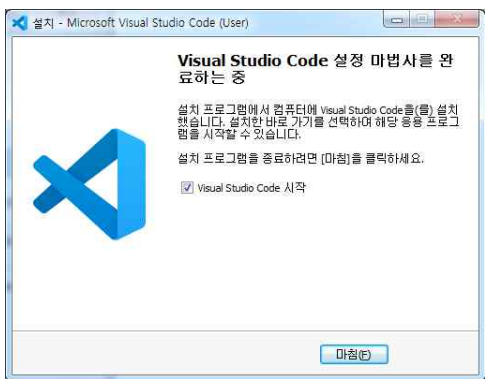 설치 - Microsoft Visual Studio Code (User)
Visual Studio Code 설정 마법사를 완
료하는 중
설치 프로그램에서 컴퓨터에 Visual Studio Code을(를) 설치
했습니다. 설치한 바로 가기를 선택하여 해당 응용 프로그
램을 시작할 수 있습니다.
설치 프로그램을 종료하려면 [마침]을 클릭하세요.
Visual Studio Code 시작
마침(F)